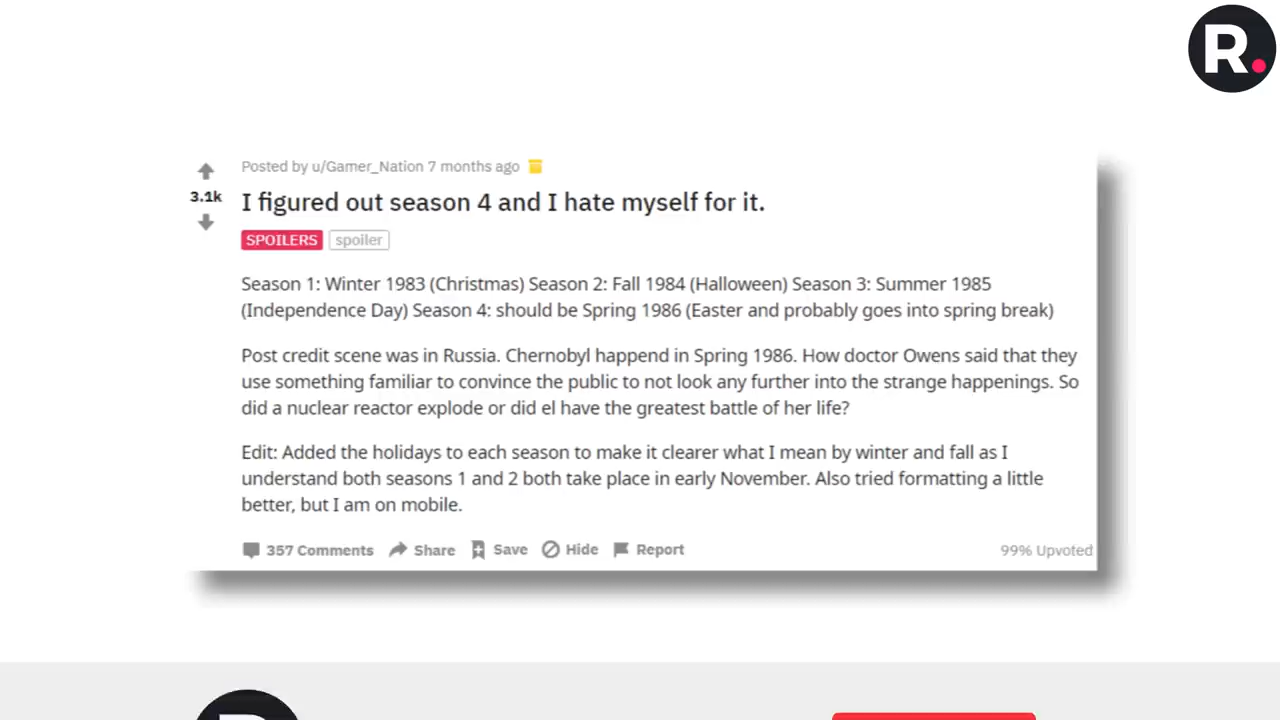 R.
Posted by u/Gamer_Nation 7 months ago
3.1k
I figured out season 4 and I hate myself for it.
SPOILERS spoiler
Season 1: Winter 1983 (Christmas) Season 2: Fall 1984 (Halloween) Season 3: Summer 1985
(Independence Day) Season 4: should be Spring 1986 (Easter and probably goes into spring break)
Post credit scene was in Russia. Chernobyl happend in Spring 1986. How doctor Owens said that they
use something familiar to convince the public to not look any further into the strange happenings. So
did a nuclear reactor explode or did el have the greatest battle of her life?
Edit: Added the holidays to each season to make it clearer what I mean by winter and fall as I
understand both seasons 1 and 2 both take place in early November. Also tried formatting a little
better, but I am on mobile.
357 Comments Share Save Hide Report 99% Upvoted